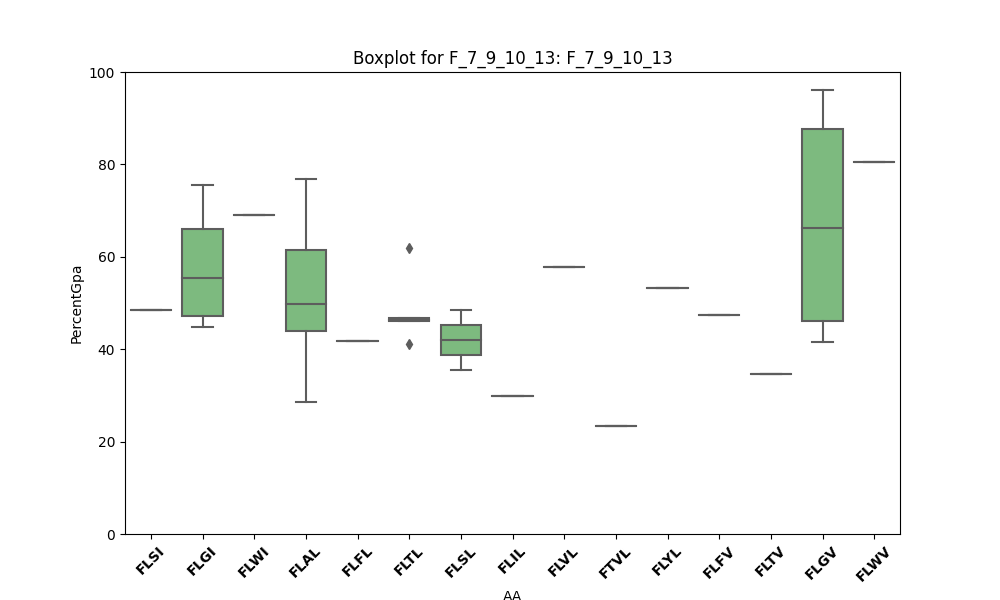 Boxplot for F_7_9_10_13: F_7_9_10_13
100
80
60
40
20
0
PercentGpa
FLSI FLGI FLWI FLAL FLFL FLTL FLSL FLIL FLVL FTVL FLYL FLFV FLTV FLGV FLWV
AA